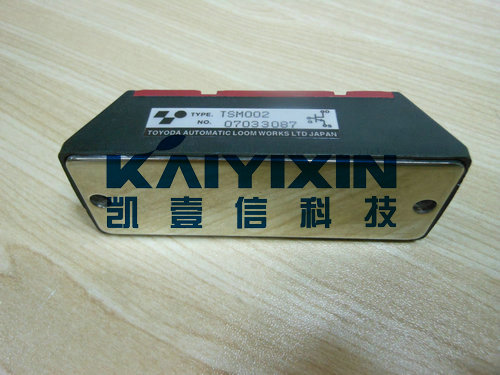 TYPE. TSM002
NO. 07033087
TOYODA AUTOMATIC LOOM WORKS LTD JAPAN
KAIYIXIN
凯壹信科技